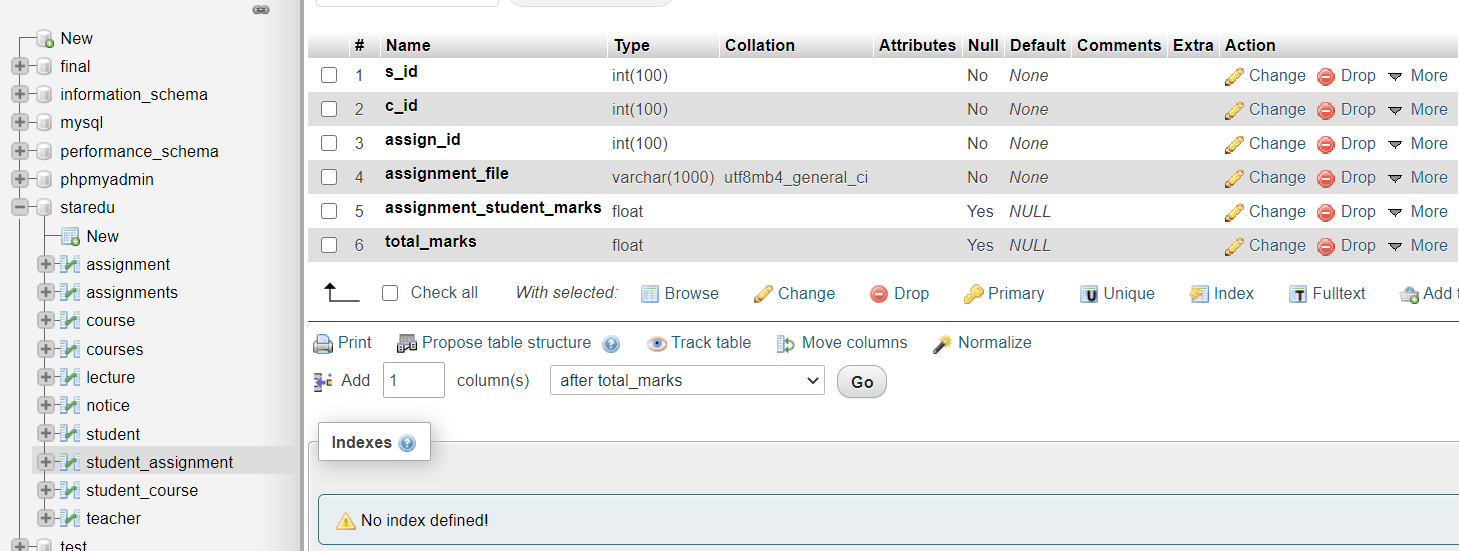 New
final
information_schema
mysql
performance_schema
phpmyadmin
staredu
New
assignment
assignments
course
courses
lecture
notice
student
student_assignment
student_course
teacher
test
# Name Type Collation Attributes Null Default Comments Extra Action
1 s_id int(100) No None Change Drop More
2 c_id int(100) No None Change Drop More
3 assign_id int(100) No None Change Drop More
4 assignment_file varchar(1000) utf8mb4_general_ci No None Change Drop More
5 assignment_student_marks float Yes NULL Change Drop More
6 total_marks float Yes NULL Change Drop More
Check all With selected: Browse Change Drop Primary Unique Index Fulltext Add
Print Propose table structure Track table Move columns Normalize
Add 1 column(s) after total_marks Go
Indexes
No index defined!